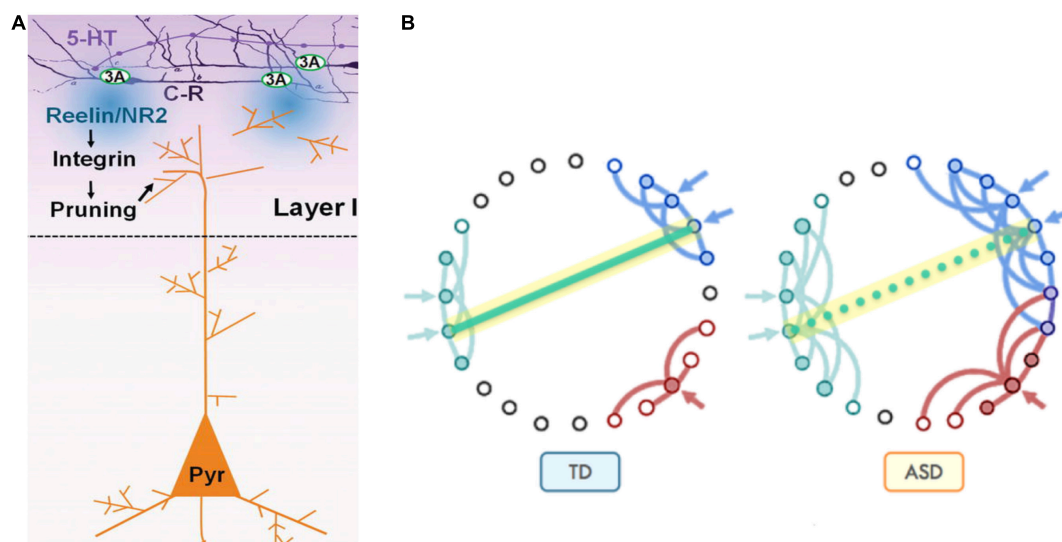 A
B
5-HT
3A
3A
3A
C-R
Reelin/NR2
Integrin
Pruning
Layer I
Pyr
TD
ASD